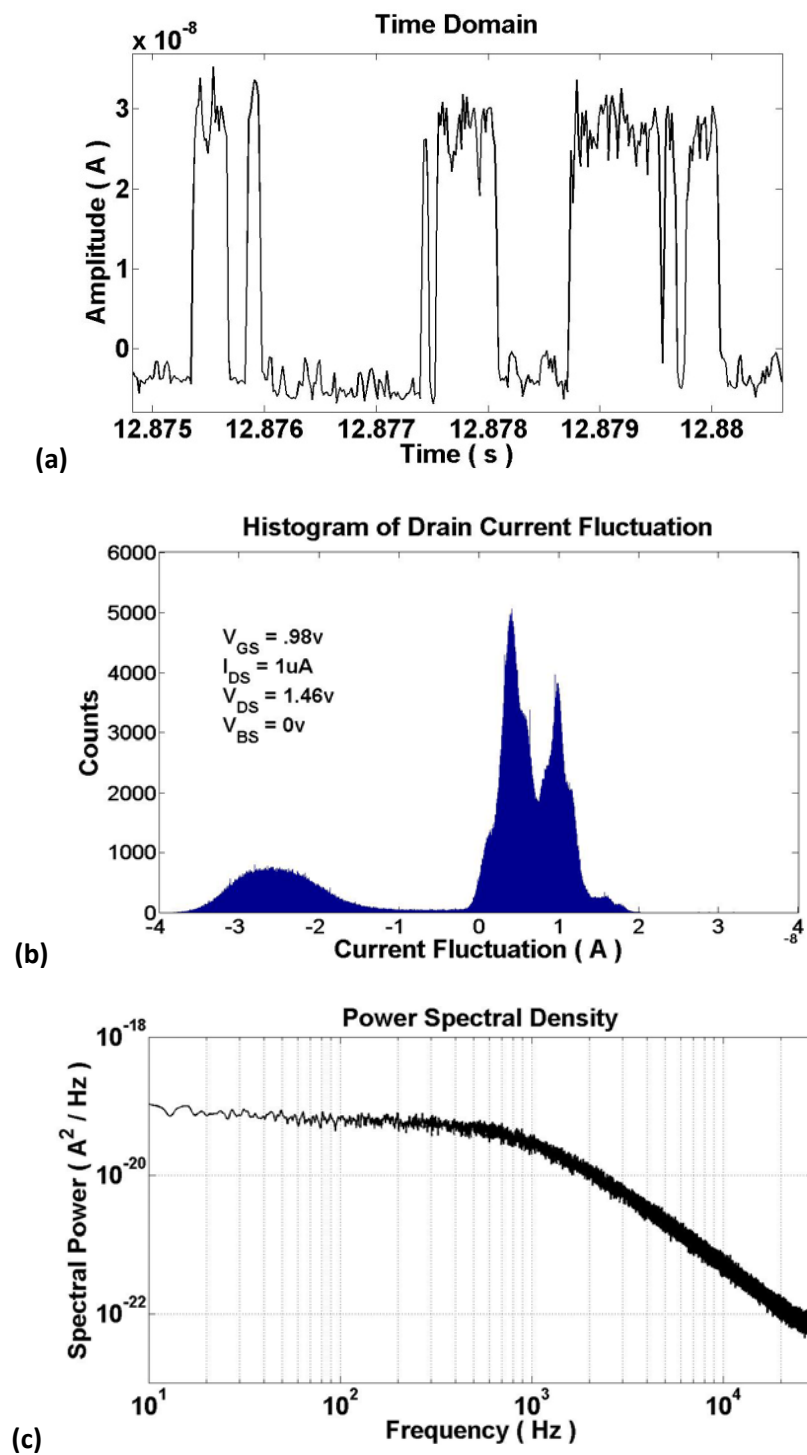 Time Domain
x 10-8
3
2
1
0
Amplitude ( A )
12.875 12.876 12.877 12.878 12.879 12.88
Time ( s )
(a)
Histogram of Drain Current Fluctuation
6000
5000
4000
3000
2000
1000
0
Counts
VGS = .98v
IDS = 1uA
VDS = 1.46v
VBS = 0v
-4 -3 -2 -1 0 1 2 3 4
-8
Current Fluctuation ( A )
(b)
Power Spectral Density
10-18
10-20
10-22
Spectral Power ( A2 / Hz )
101 102 103 104
Frequency ( Hz )
(c)